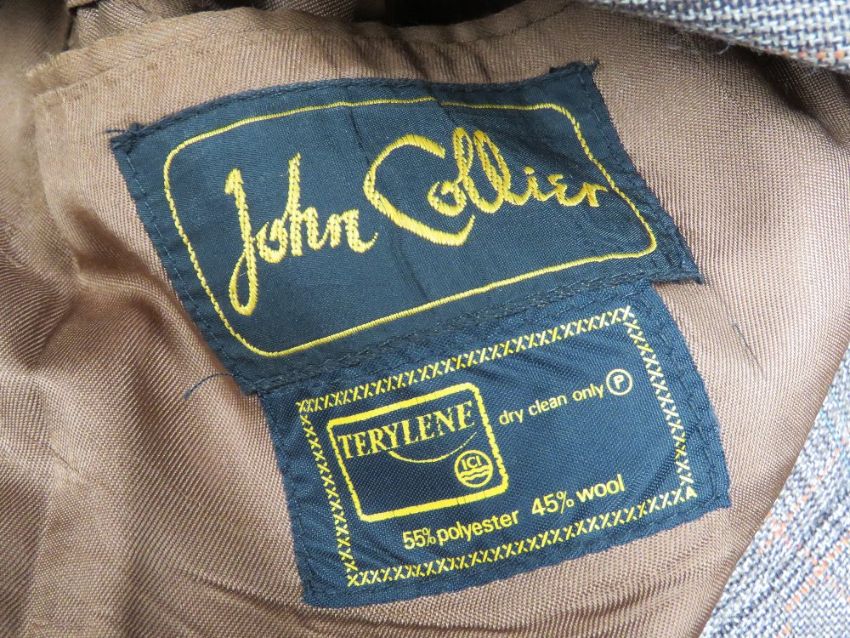 John Collier
TERYLENE
ICI
dry clean only P
55% polyester 45% wool